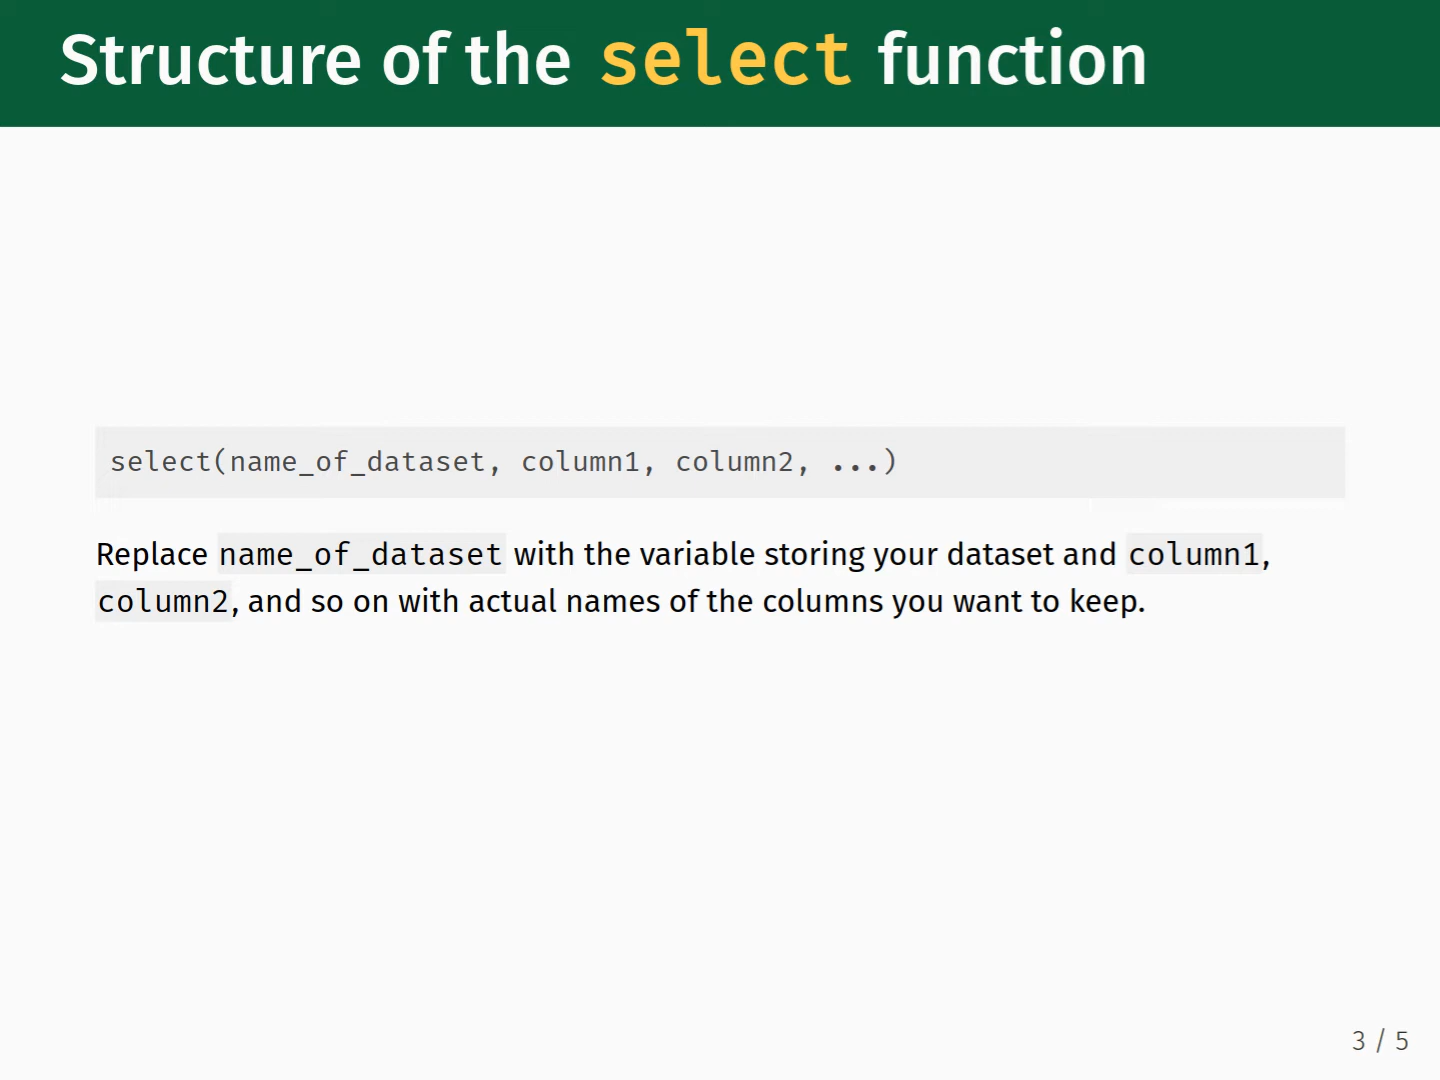 Structure of the select function
select(name_of_dataset, column1, column2, ...)
Replace name_of_dataset with the variable storing your dataset and column1,
column2, and so on with actual names of the columns you want to keep.
3 / 5